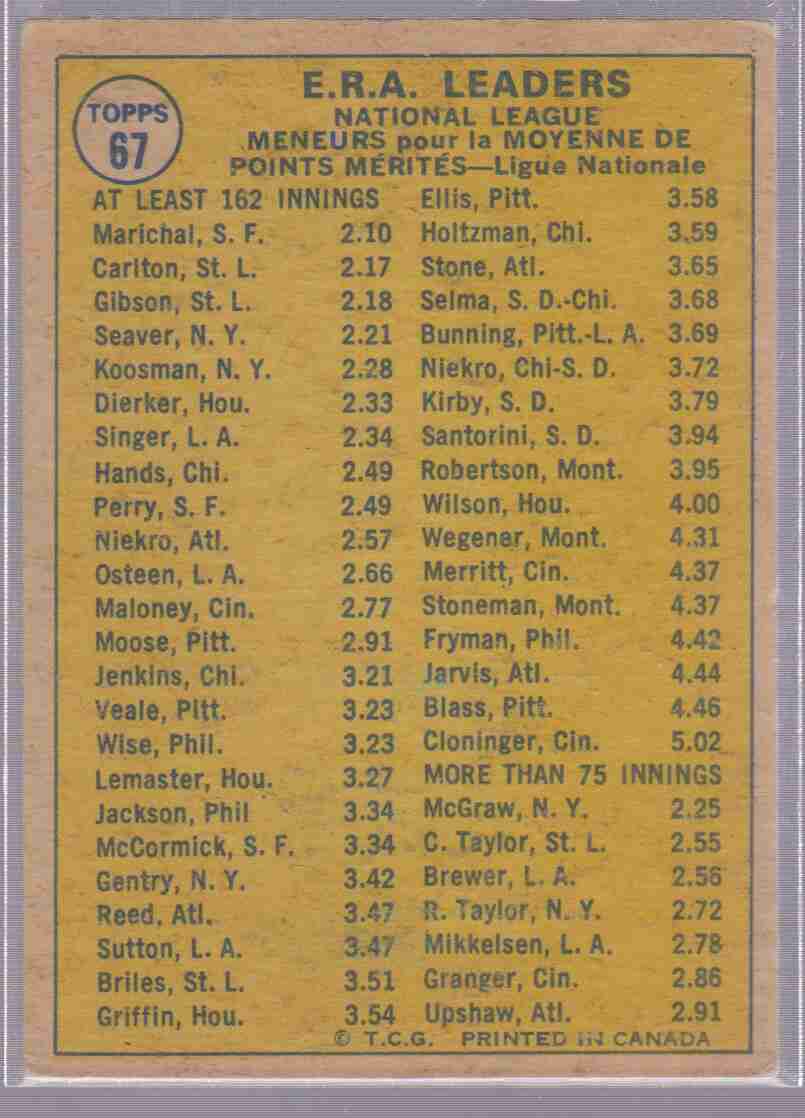 TOPPS
67
E.R.A. LEADERS
NATIONAL LEAGUE
MENEURS pour la MOYENNE DE
POINTS MÉRITÉS—Ligue Nationale
AT LEAST 162 INNINGS
Marichal, S. F. 2.10
Carlton, St. L. 2.17
Gibson, St. L. 2.18
Seaver, N. Y. 2.21
Koosman, N. Y. 2.28
Dierker, Hou. 2.33
Singer, L. A. 2.34
Hands, Chi. 2.49
Perry, S. F. 2.49
Niekro, Atl. 2.57
Osteen, L. A. 2.66
Maloney, Cin. 2.77
Moose, Pitt. 2.91
Jenkins, Chi. 3.21
Veale, Pitt. 3.23
Wise, Phil. 3.23
Lemaster, Hou. 3.27
Jackson, Phil 3.34
McCormick, S. F. 3.34
Gentry, N. Y. 3.42
Reed. Atl. 3.47
Sutton, L. A. 3.47
Briles, St. L. 3.51
Griffin, Hou. 3.54
Ellis, Pitt. 3.58
Holtzman, Chi. 3.59
Stone, Atl. 3.65
Selma, S. D.-Chi. 3.68
Bunning, Pitt.-L. A. 3.69
Niekro, Chi-S. D. 3.72
Kirby, S. D. 3.79
Santorini, S. D. 3.94
Robertson, Mont. 3.95
Wilson, Hou. 4.00
Wegener, Mont. 4.31
Merritt, Cin. 4.37
Stoneman, Mont. 4.37
Fryman, Phil. 4.42
Jarvis, Atl. 4.44
Blass, Pitt. 4.46
Cloninger, Cin. 5.02
MORE THAN 75 INNINGS
McGraw, N. Y. 2.25
C. Taylor, St. L. 2.55
Brewer, L. A. 2.56
R. Taylor, N. Y. 2.72
Mikkelsen, L. A. 2.78
Granger, Cin. 2.86
Upshaw, Atl. 2.91
© T.C.G. PRINTED IN CANADA